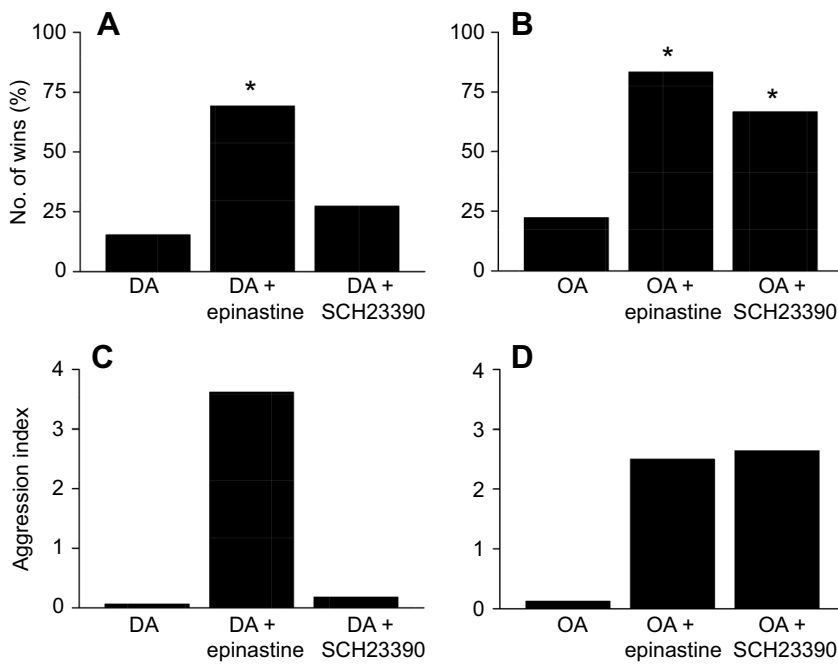 A
No. of wins (%)
100
75
50
25
0
*
DA
DA +
epinastine
DA +
SCH23390
B
100
75
50
25
0
*
*
OA
OA +
epinastine
OA +
SCH23390
C
Aggression index
4
3
2
1
0
DA
DA +
epinastine
DA +
SCH23390
D
4
3
2
1
0
OA
OA +
epinastine
OA +
SCH23390